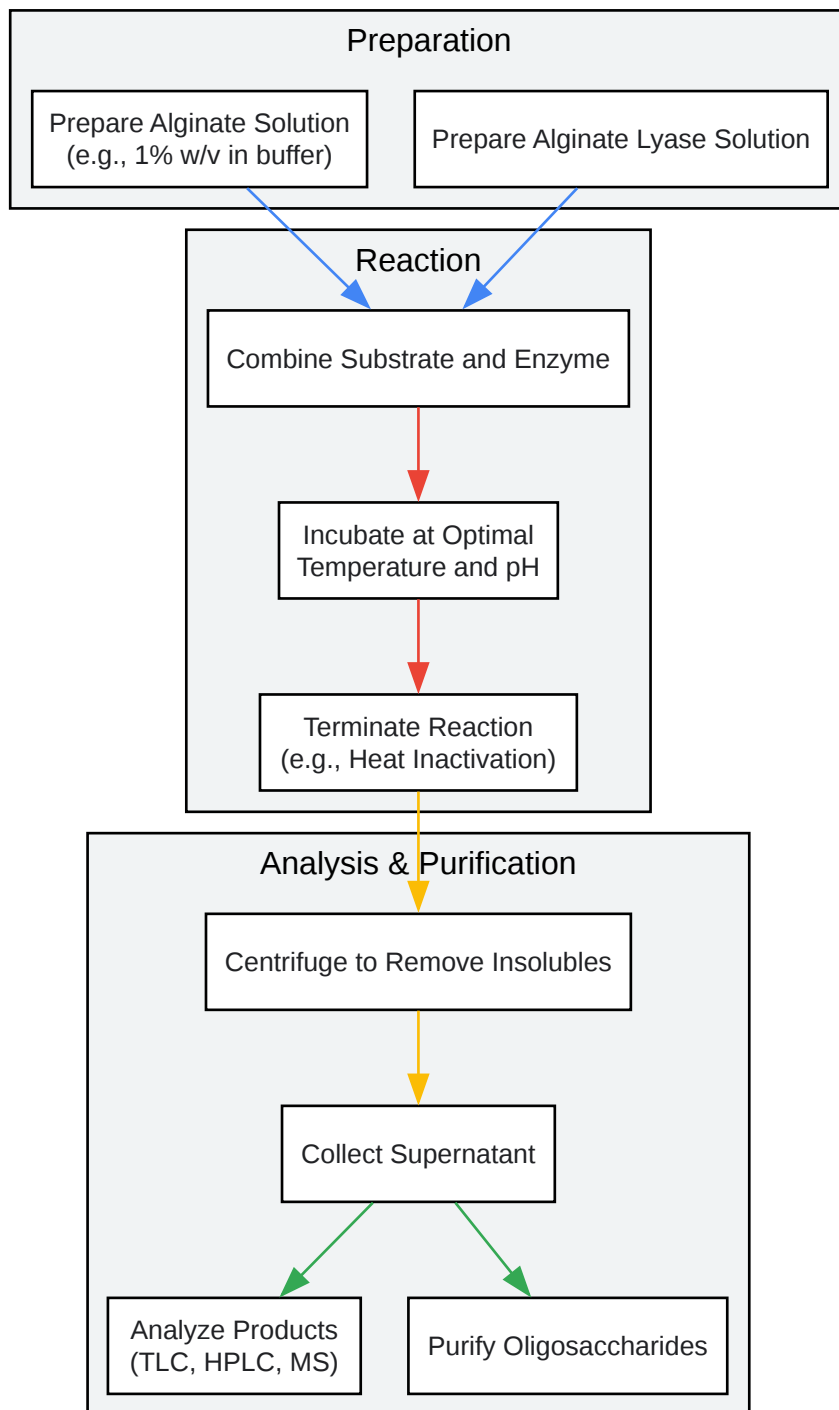 Preparation
Prepare Alginate Solution
(e.g., 1% w/v in buffer)
Prepare Alginate Lyase Solution
Reaction
Combine Substrate and Enzyme
Incubate at Optimal
Temperature and pH
Terminate Reaction
(e.g., Heat Inactivation)
Analysis & Purification
Centrifuge to Remove Insolubles
Collect Supernatant
Analyze Products
(TLC, HPLC, MS)
Purify Oligosaccharides